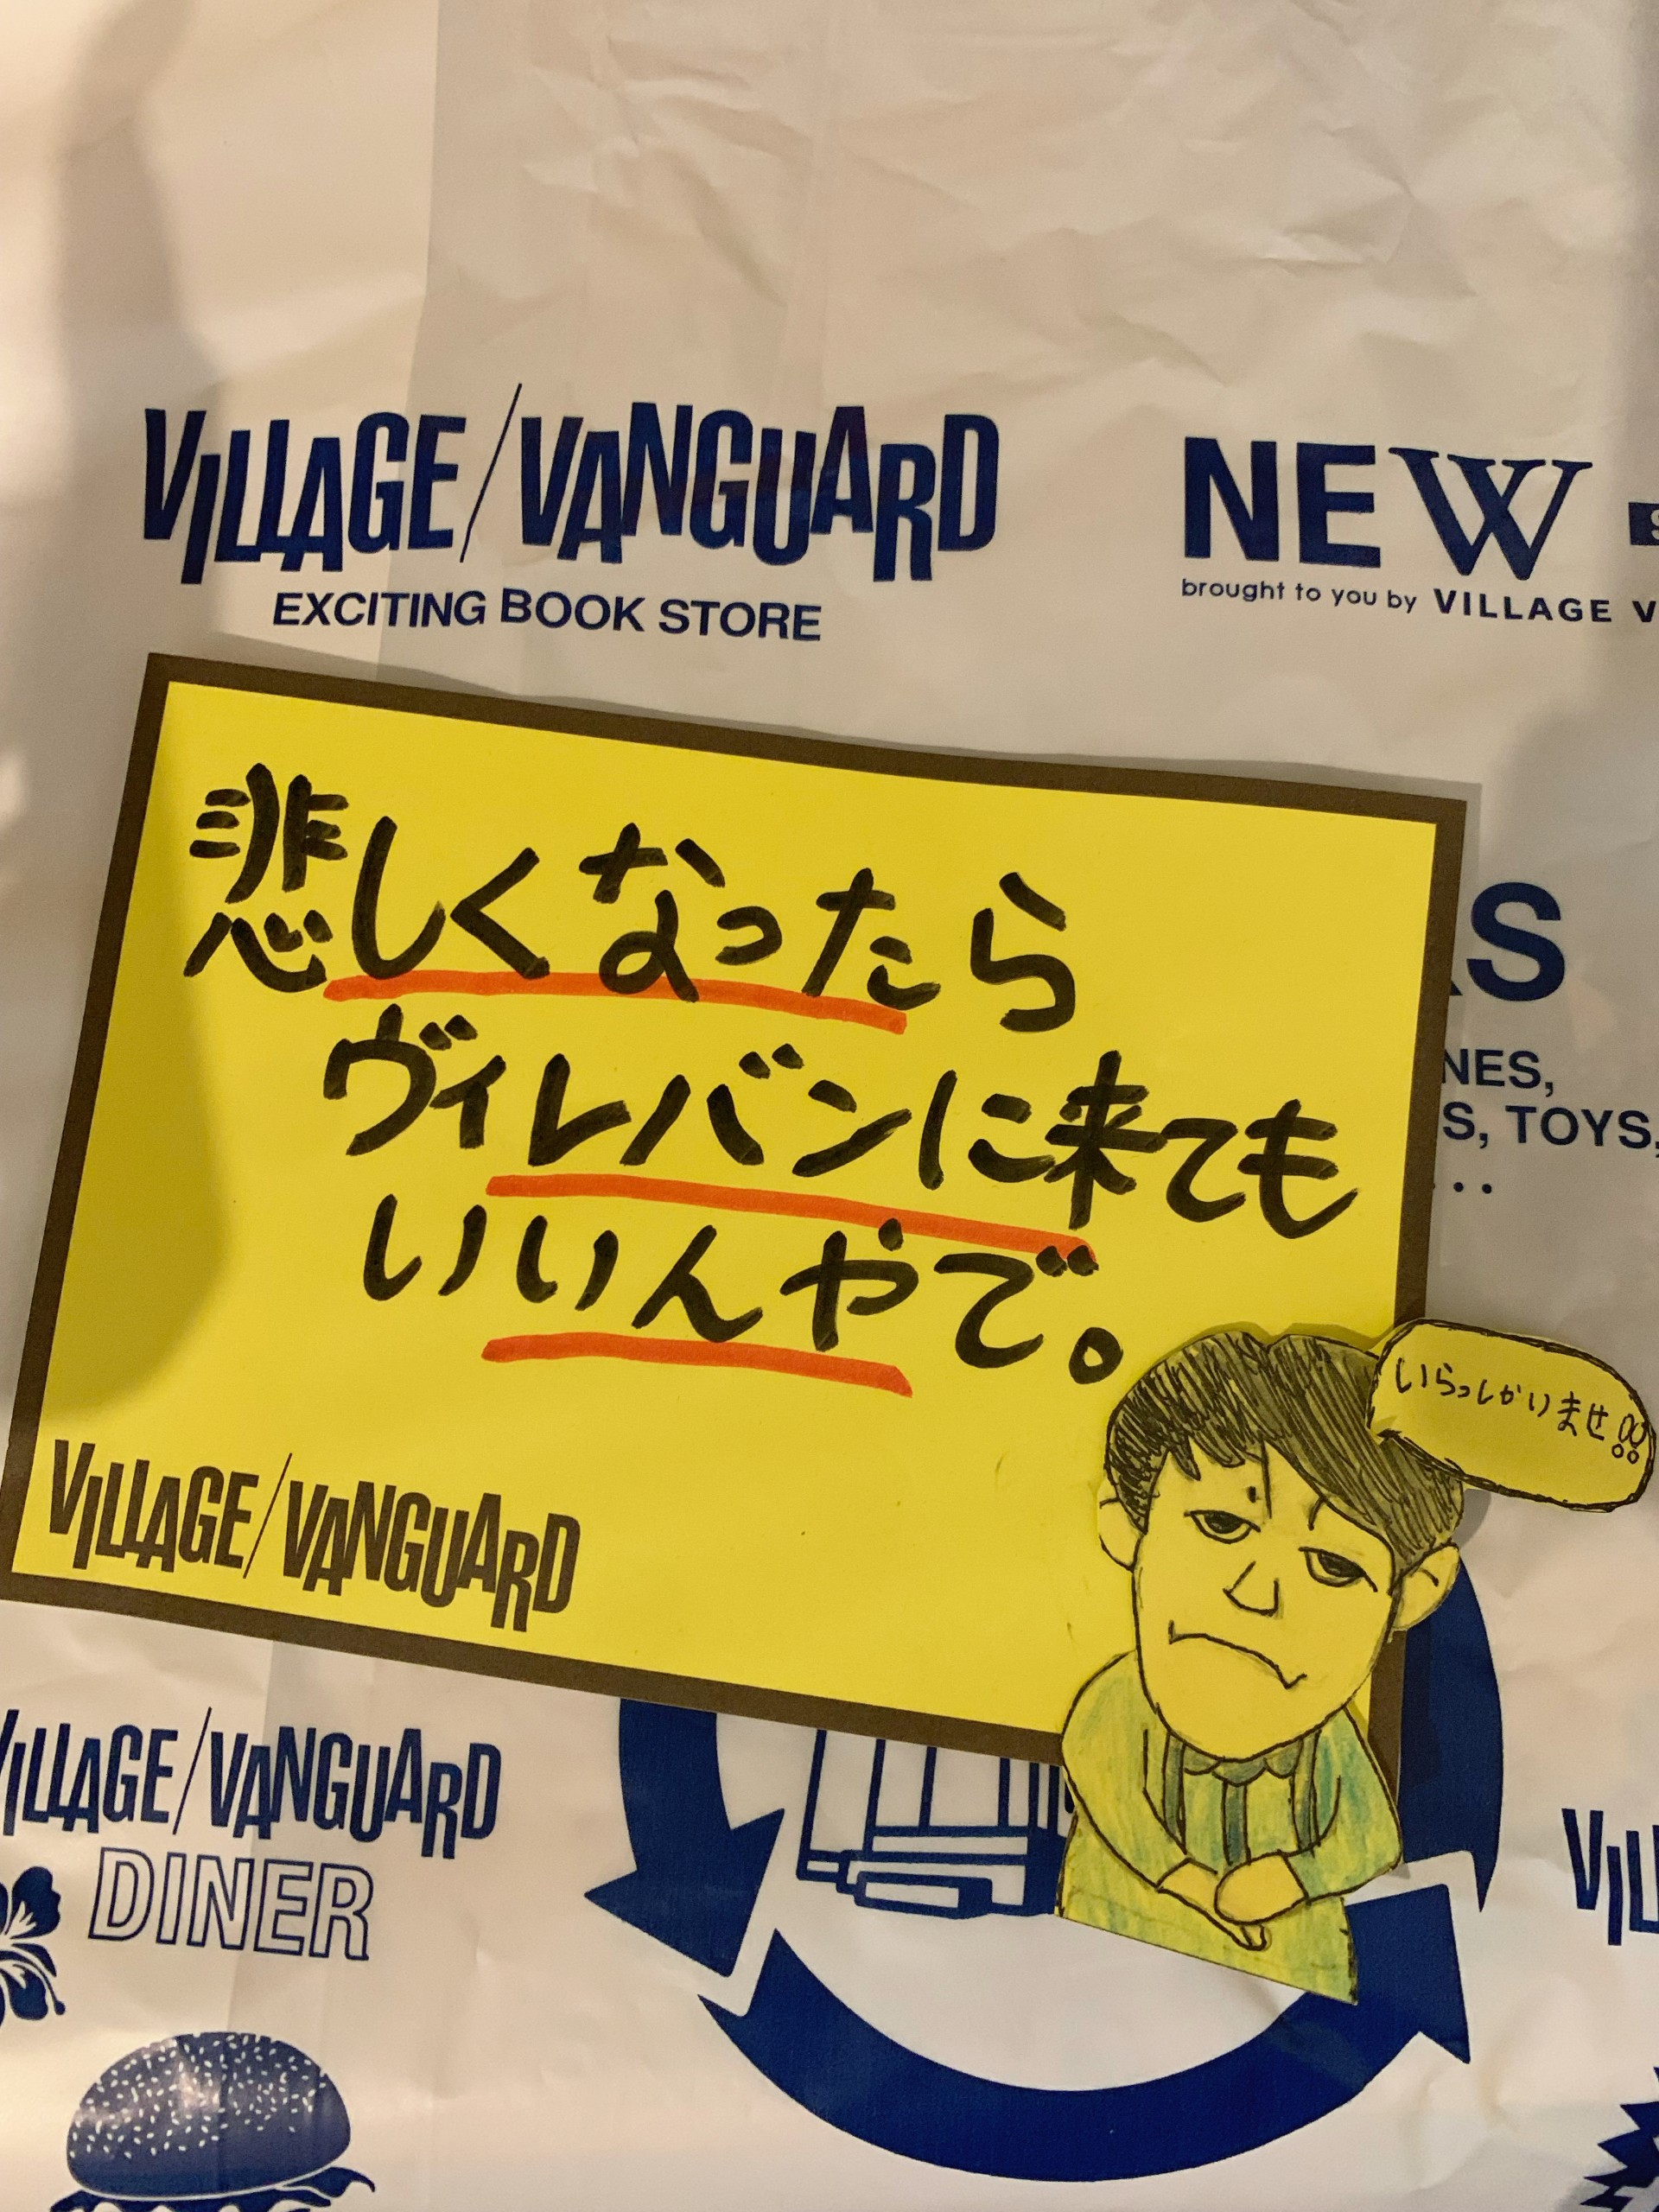 VILLAGE/VANGUARD
EXCITING BOOK STORE
NEW
brought to you by VILLAGE
悲しくなったら
ヴィレバンに来ても
いいんやで。
いらっしゃいませ!!
VILLAGE/VANGUARD
S, TOYS,
VILLAGE/VANGUARD
DINER